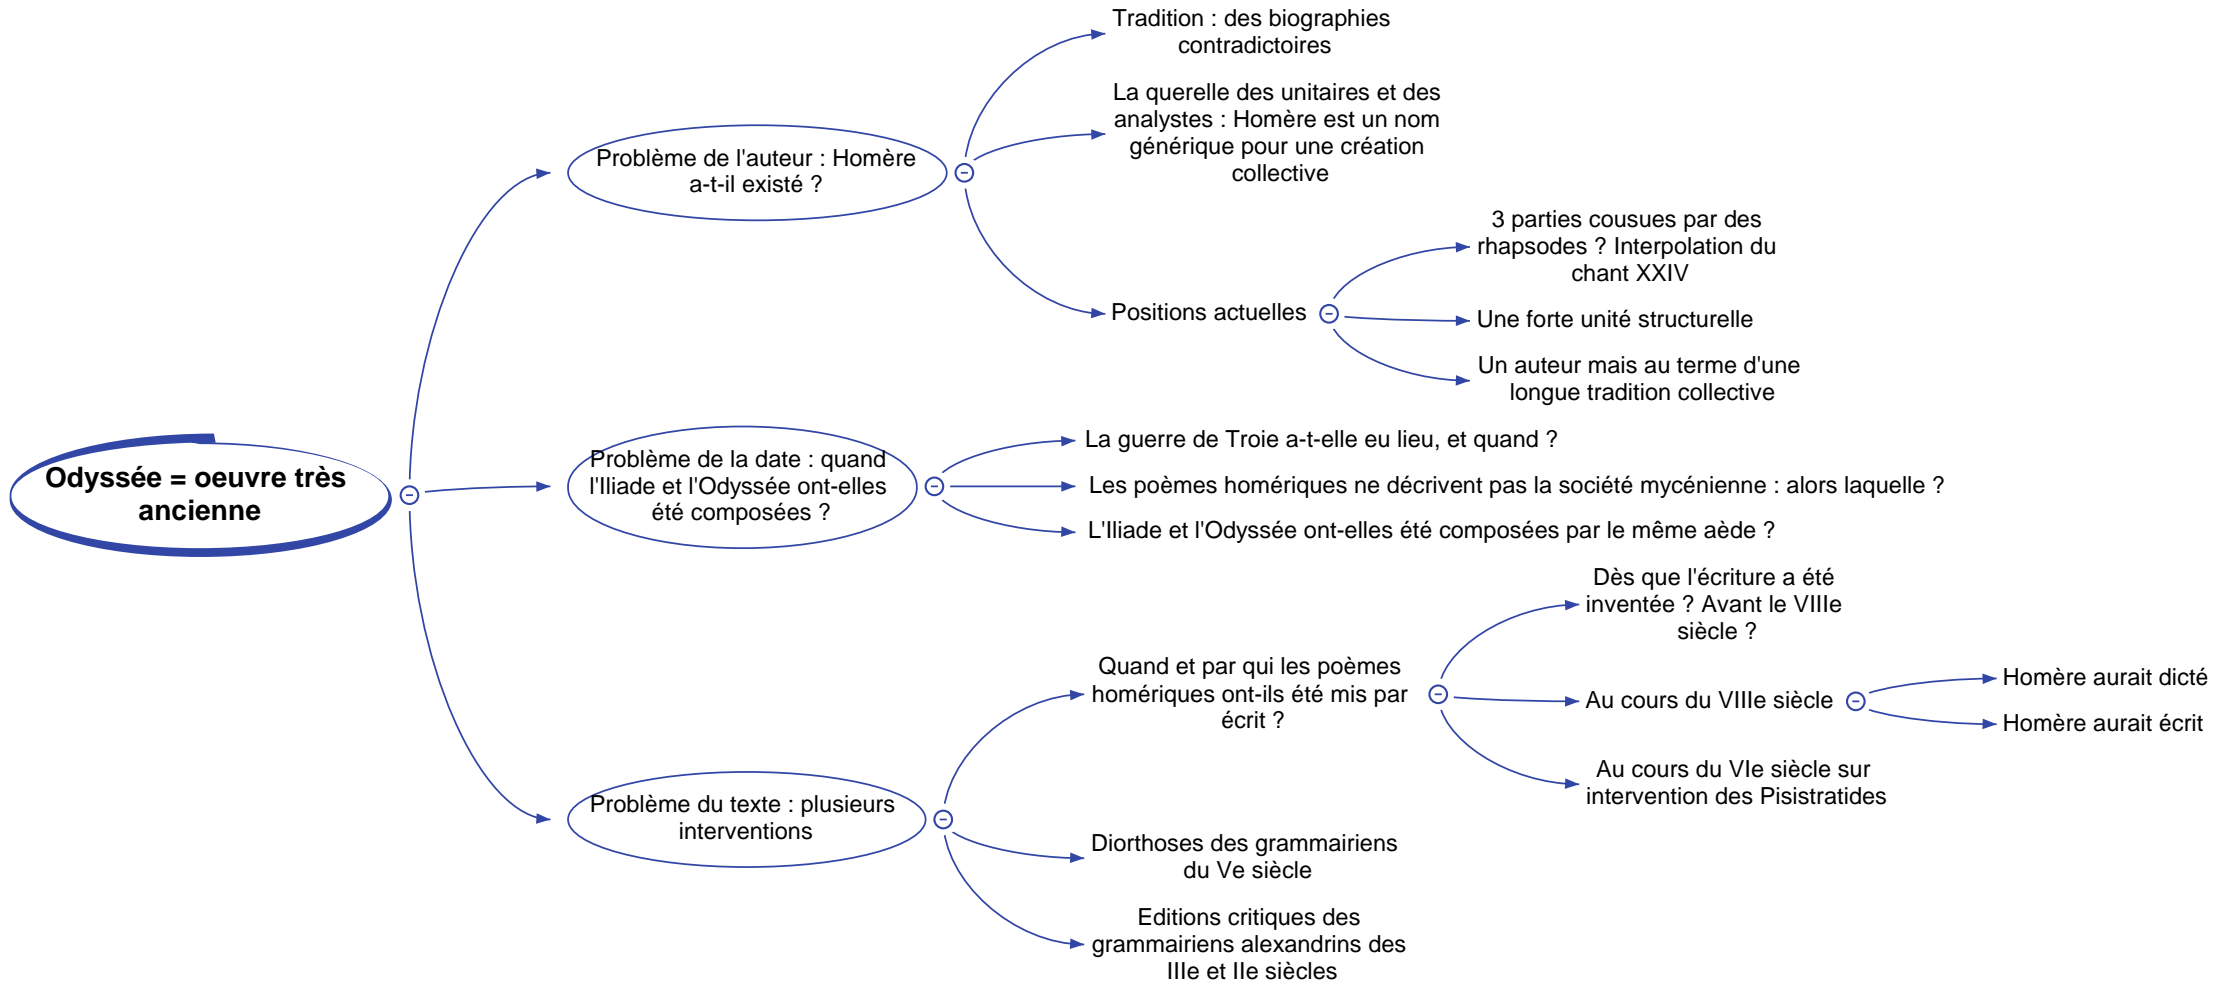 Odyssée = oeuvre très
ancienne
Problème de l'auteur : Homère
a-t-il existé ?
Tradition : des biographies
contradictoires
La querelle des unitaires et des
analystes : Homère est un nom
générique pour une création
collective
Positions actuelles
3 parties cousues par des
rhapsodes ? Interpolation du
chant XXIV
Une forte unité structurelle
Un auteur mais au terme d'une
longue tradition collective
Problème de la date : quand
l'Iliade et l'Odyssée ont-elles
été composées ?
La guerre de Troie a-t-elle eu lieu, et quand ?
Les poèmes homériques ne décrivent pas la société mycénienne : alors laquelle ?
L'Iliade et l'Odyssée ont-elles été composées par le même aède ?
Problème du texte : plusieurs
interventions
Quand et par qui les poèmes
homériques ont-ils été mis par
écrit ?
Dès que l'écriture a été
inventée ? Avant le VIIIe
siècle ?
Au cours du VIIIe siècle
Homère aurait dicté
Homère aurait écrit
Au cours du VIe siècle sur
intervention des Pisistratides
Diorthoses des grammairiens
du Ve siècle
Editions critiques des
grammairiens alexandrins des
IIIe et IIe siècles